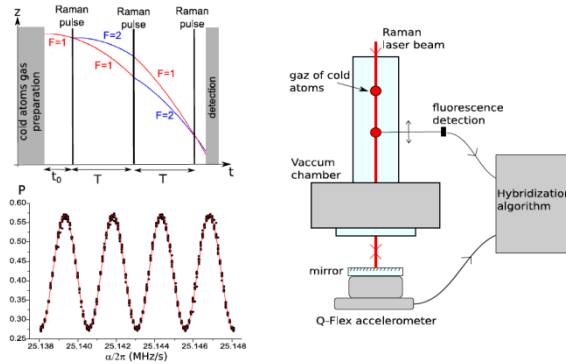 z
Raman
pulse
Raman
pulse
Raman
pulse
cold atoms gas
preparation
F=1
F=2
F=1
F=1
F=2
detection
t0
T
T
t
P
0.60
0.55
0.50
0.45
0.40
0.35
0.30
0.27
25.138
25.140
25.142
25.144
25.146
25.148
α/2π (MHz/s)
Raman
laser beam
gaz of cold
atoms
fluorescence
detection
Vaccum
chamber
Hybridization
algorithm
mirror
Q-Flex accelerometer